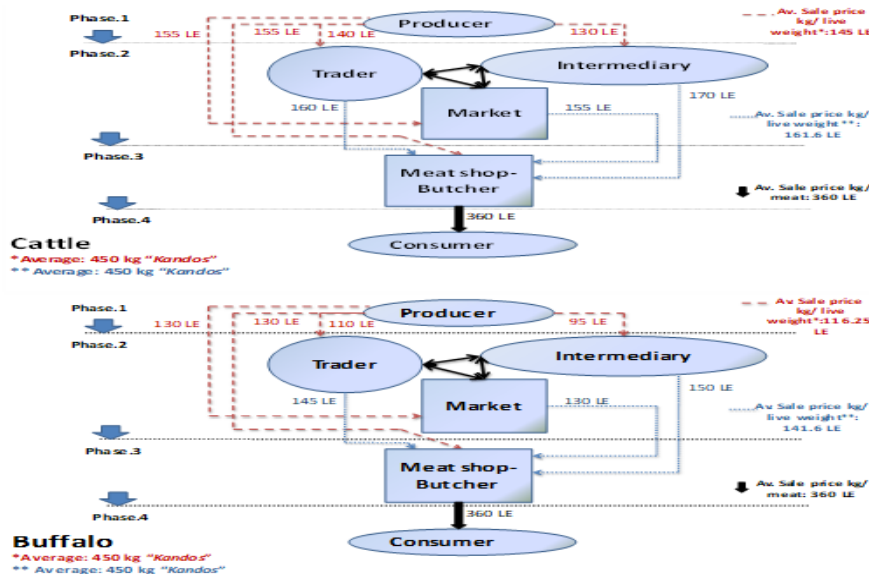 Phase.1
Producer
155 LE
155 LE
140 LE
130 LE
Av. Sale price
kg/ live
weight*:145 LE
Phase.2
Trader
Intermediary
160 LE
Market
155 LE
170 LE
Av. Sale price kg/
live weight**:
161.6 LE
Phase.3
Meat shop-
Butcher
Av. Sale price kg/
meat: 360 LE
Phase.4
360 LE
Consumer
Cattle
*Average: 450 kg "Kandos"
** Average: 450 kg "Kandos"
Phase.1
Producer
130 LE
130 LE
110 LE
95 LE
Av. Sale price
kg/ live
weight*:116.25
LE
Phase.2
Trader
Intermediary
145 LE
Market
130 LE
150 LE
Av. Sale price kg/
live weight**:
141.6 LE
Phase.3
Meat shop-
Butcher
Av. Sale price kg/
meat: 360 LE
Phase.4
360 LE
Consumer
Buffalo
*Average: 450 kg "Kandos"
** Average: 450 kg "Kandos"